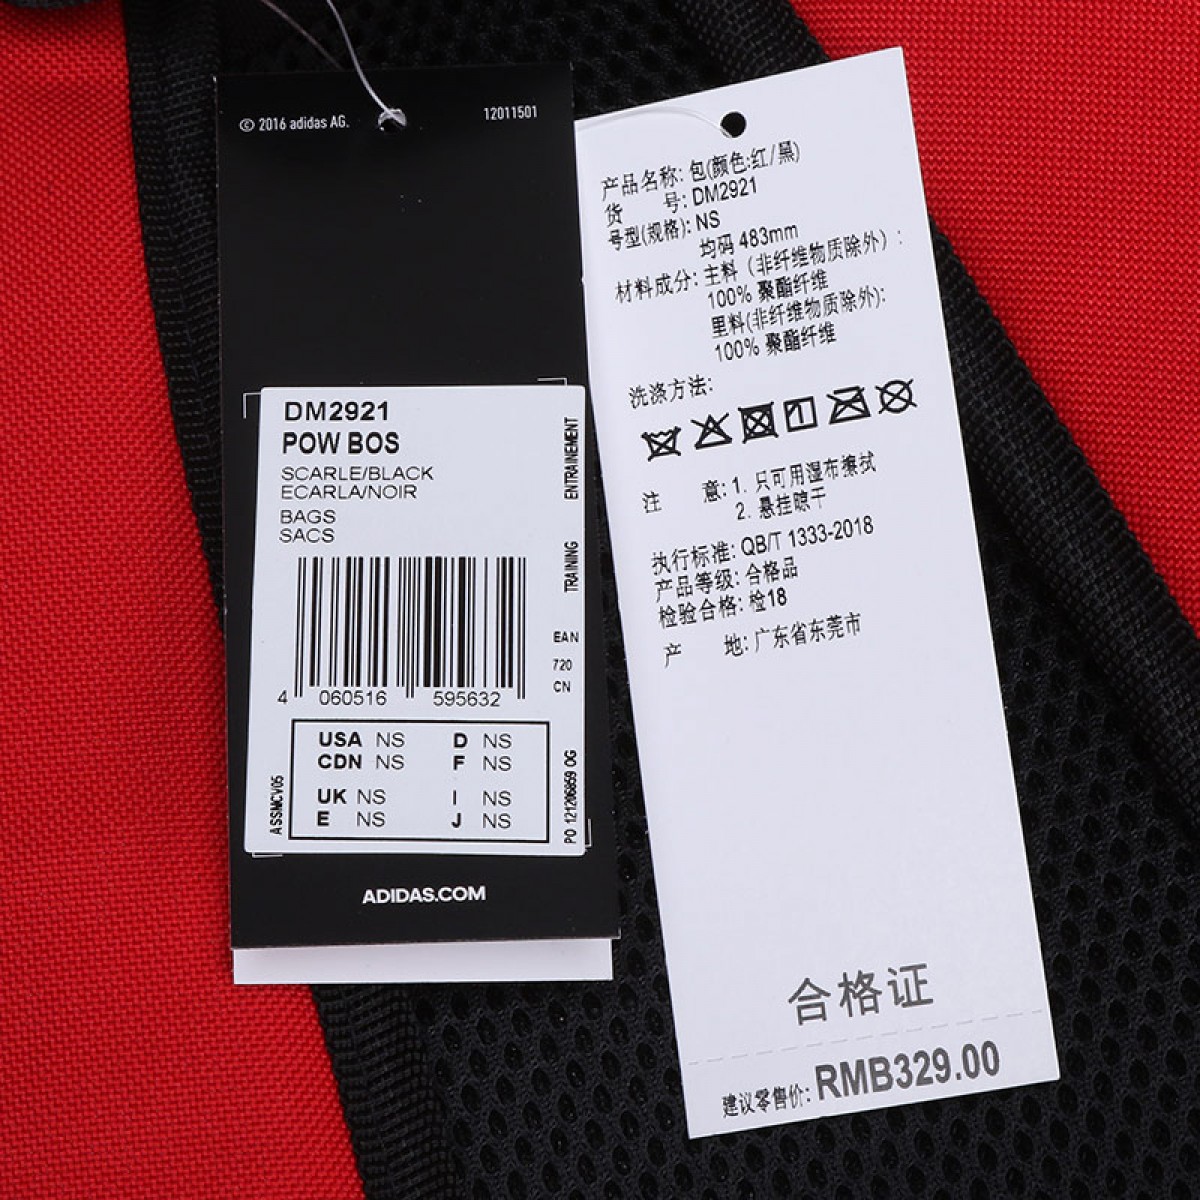 © 2016 adidas AG.
12011501
DM2921
POW BOS
SCARLE/BLACK
ECARLA/NOIR
BAGS
SACS
TRAINING ENTRAINEMENT
EAN
720
CN
4 060516 595632
USA NS D NS
CDN NS F NS
UK NS I NS
E NS J NS
ASSMCV05
PO 121206859 OG
ADIDAS.COM
产品名称: 包(颜色:红/黑)
货 号: DM2921
号型(规格): NS
均码 483mm
材料成分: 主料（非纤维物质除外）:
100% 聚酯纤维
里料(非纤维物质除外):
100% 聚酯纤维
洗涤方法:
注 意: 1. 只可用湿布擦拭
2. 悬挂晾干
执行标准: QB/T 1333-2018
产品等级: 合格品
检验合格: 检18
产 地: 广东省东莞市
合格证
建议零售价: RMB329.00